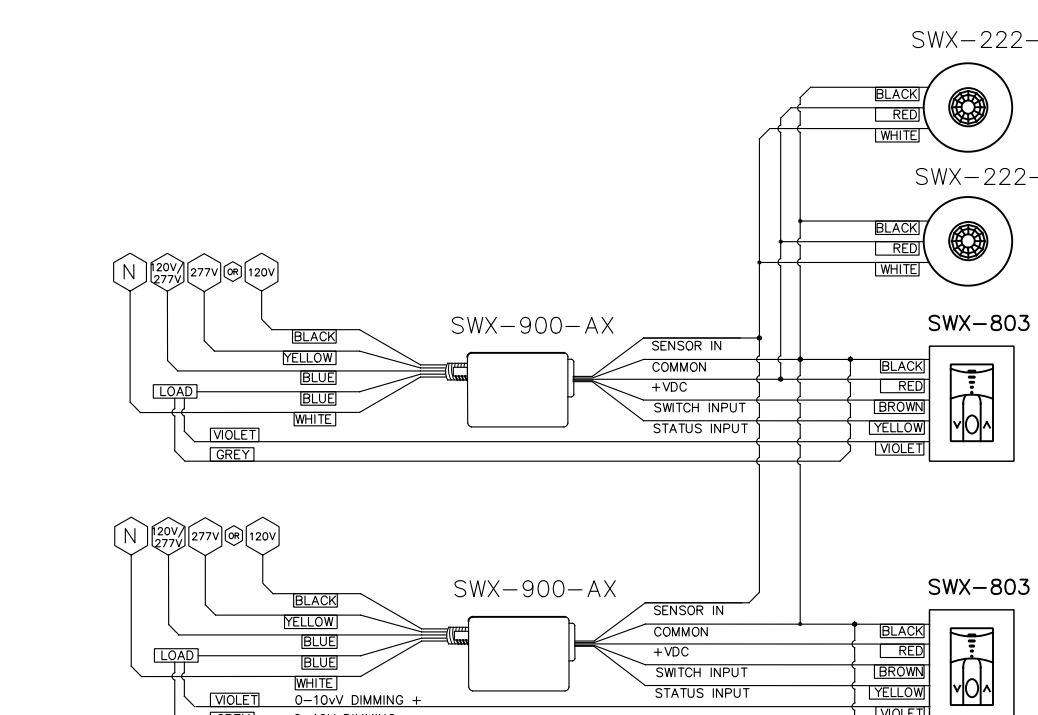 SWX-222-
BLACK
RED
WHITE
SWX-222-
BLACK
RED
WHITE
N
120V/
277V
277V
OR
120V
SWX-900-AX
SWX-803
BLACK
SENSOR IN
YELLOW
COMMON
BLACK
BLUE
+VDC
RED
LOAD
BLUE
SWITCH INPUT
BROWN
WHITE
STATUS INPUT
YELLOW
VIOLET
VIOLET
GREY
N
120V/
277V
277V
OR
120V
SWX-900-AX
SWX-803
BLACK
SENSOR IN
YELLOW
COMMON
BLACK
BLUE
+VDC
RED
LOAD
BLUE
SWITCH INPUT
BROWN
WHITE
STATUS INPUT
YELLOW
VIOLET
0-10vV DIMMING +
VIOLET